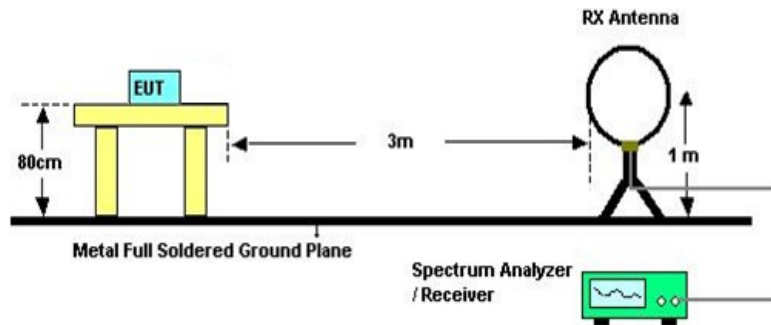 RX Antenna
EUT
3m
80cm
1 m
Metal Full Soldered Ground Plane
Spectrum Analyzer
/ Receiver